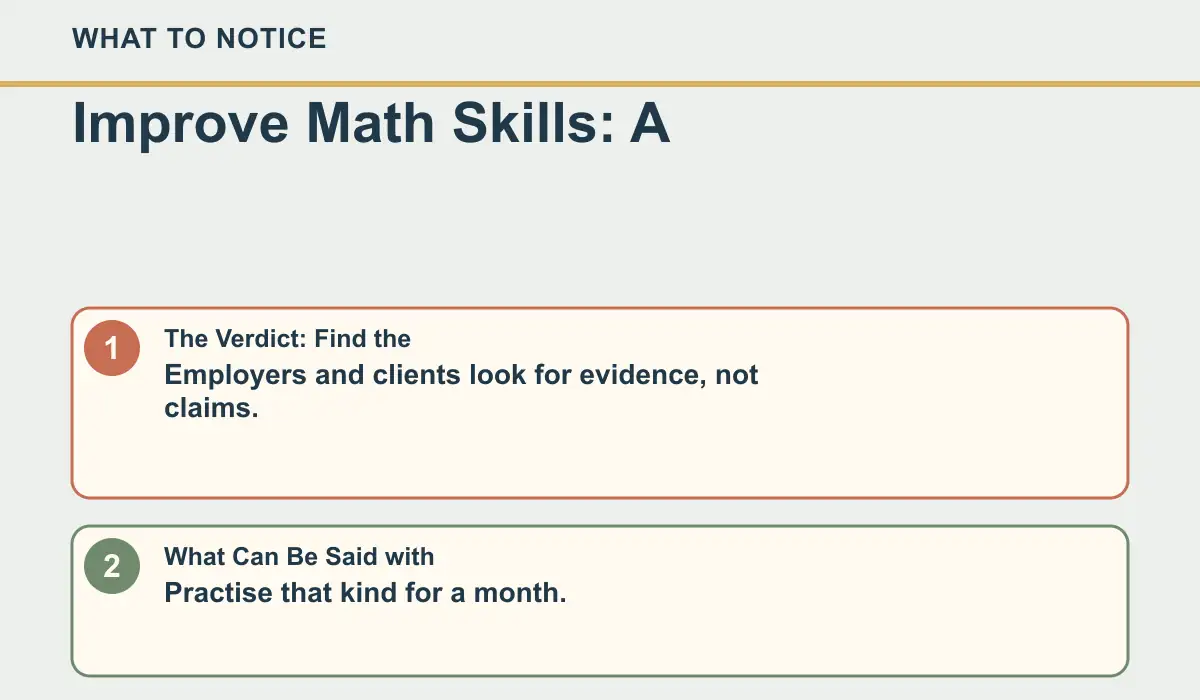 WHAT TO NOTICE
Improve Math Skills: A
1
The Verdict: Find the
Employers and clients look for evidence, not
claims.
2
What Can Be Said with
Practise that kind for a month.